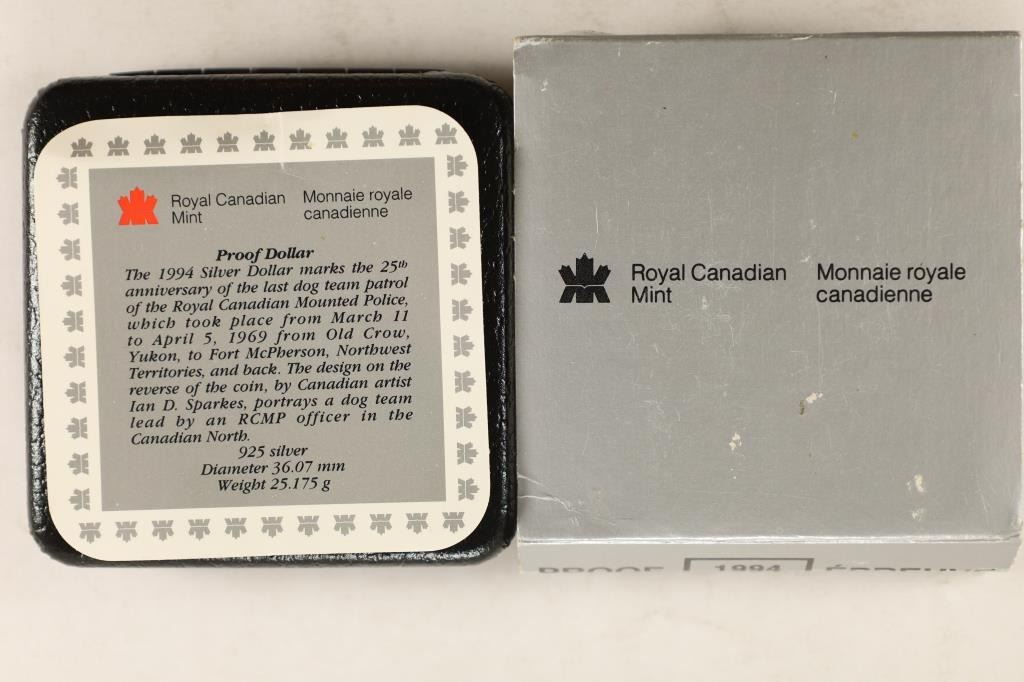 Royal Canadian Mint
Monnaie royale canadienne
Proof Dollar
The 1994 Silver Dollar marks the 25th
anniversary of the last dog team patrol
of the Royal Canadian Mounted Police,
which took place from March 11
to April 5, 1969 from Old Crow,
Yukon, to Fort McPherson, Northwest
Territories, and back. The design on the
reverse of the coin, by Canadian artist
Ian D. Sparkes, portrays a dog team
lead by an RCMP officer in the
Canadian North.
925 silver
Diameter 36.07 mm
Weight 25.175 g
Royal Canadian Mint
Monnaie royale canadienne
PROOF 1994